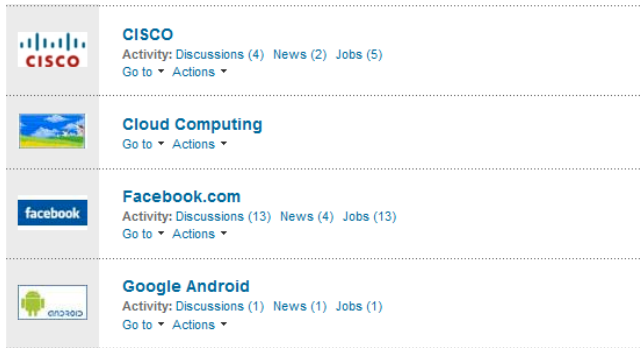 CISCO
CISCO
Activity: Discussions (4) News (2) Jobs (5)
Go to Actions
Cloud Computing
Go to Actions
facebook
Facebook.com
Activity: Discussions (13) News (4) Jobs (13)
Go to Actions
ANDROID
Google Android
Activity: Discussions (1) News (1) Jobs (1)
Go to Actions